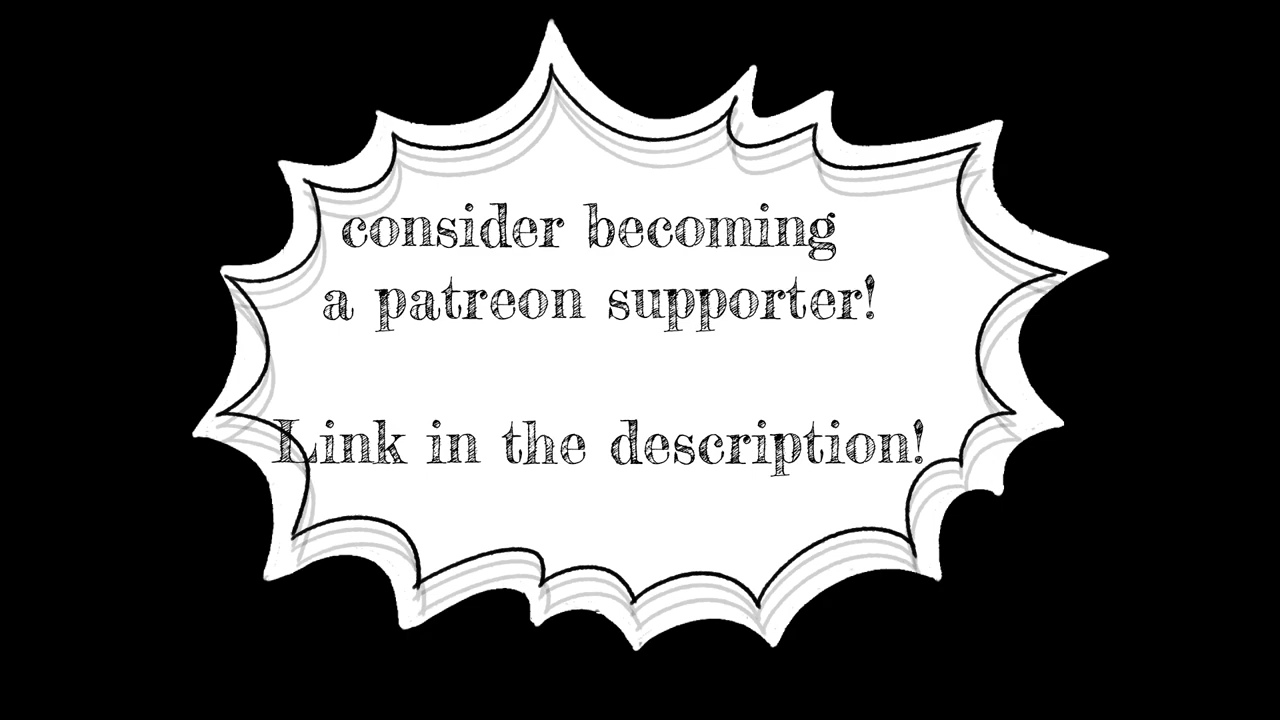 consider becoming
a patreon supporter!
Link in the description!